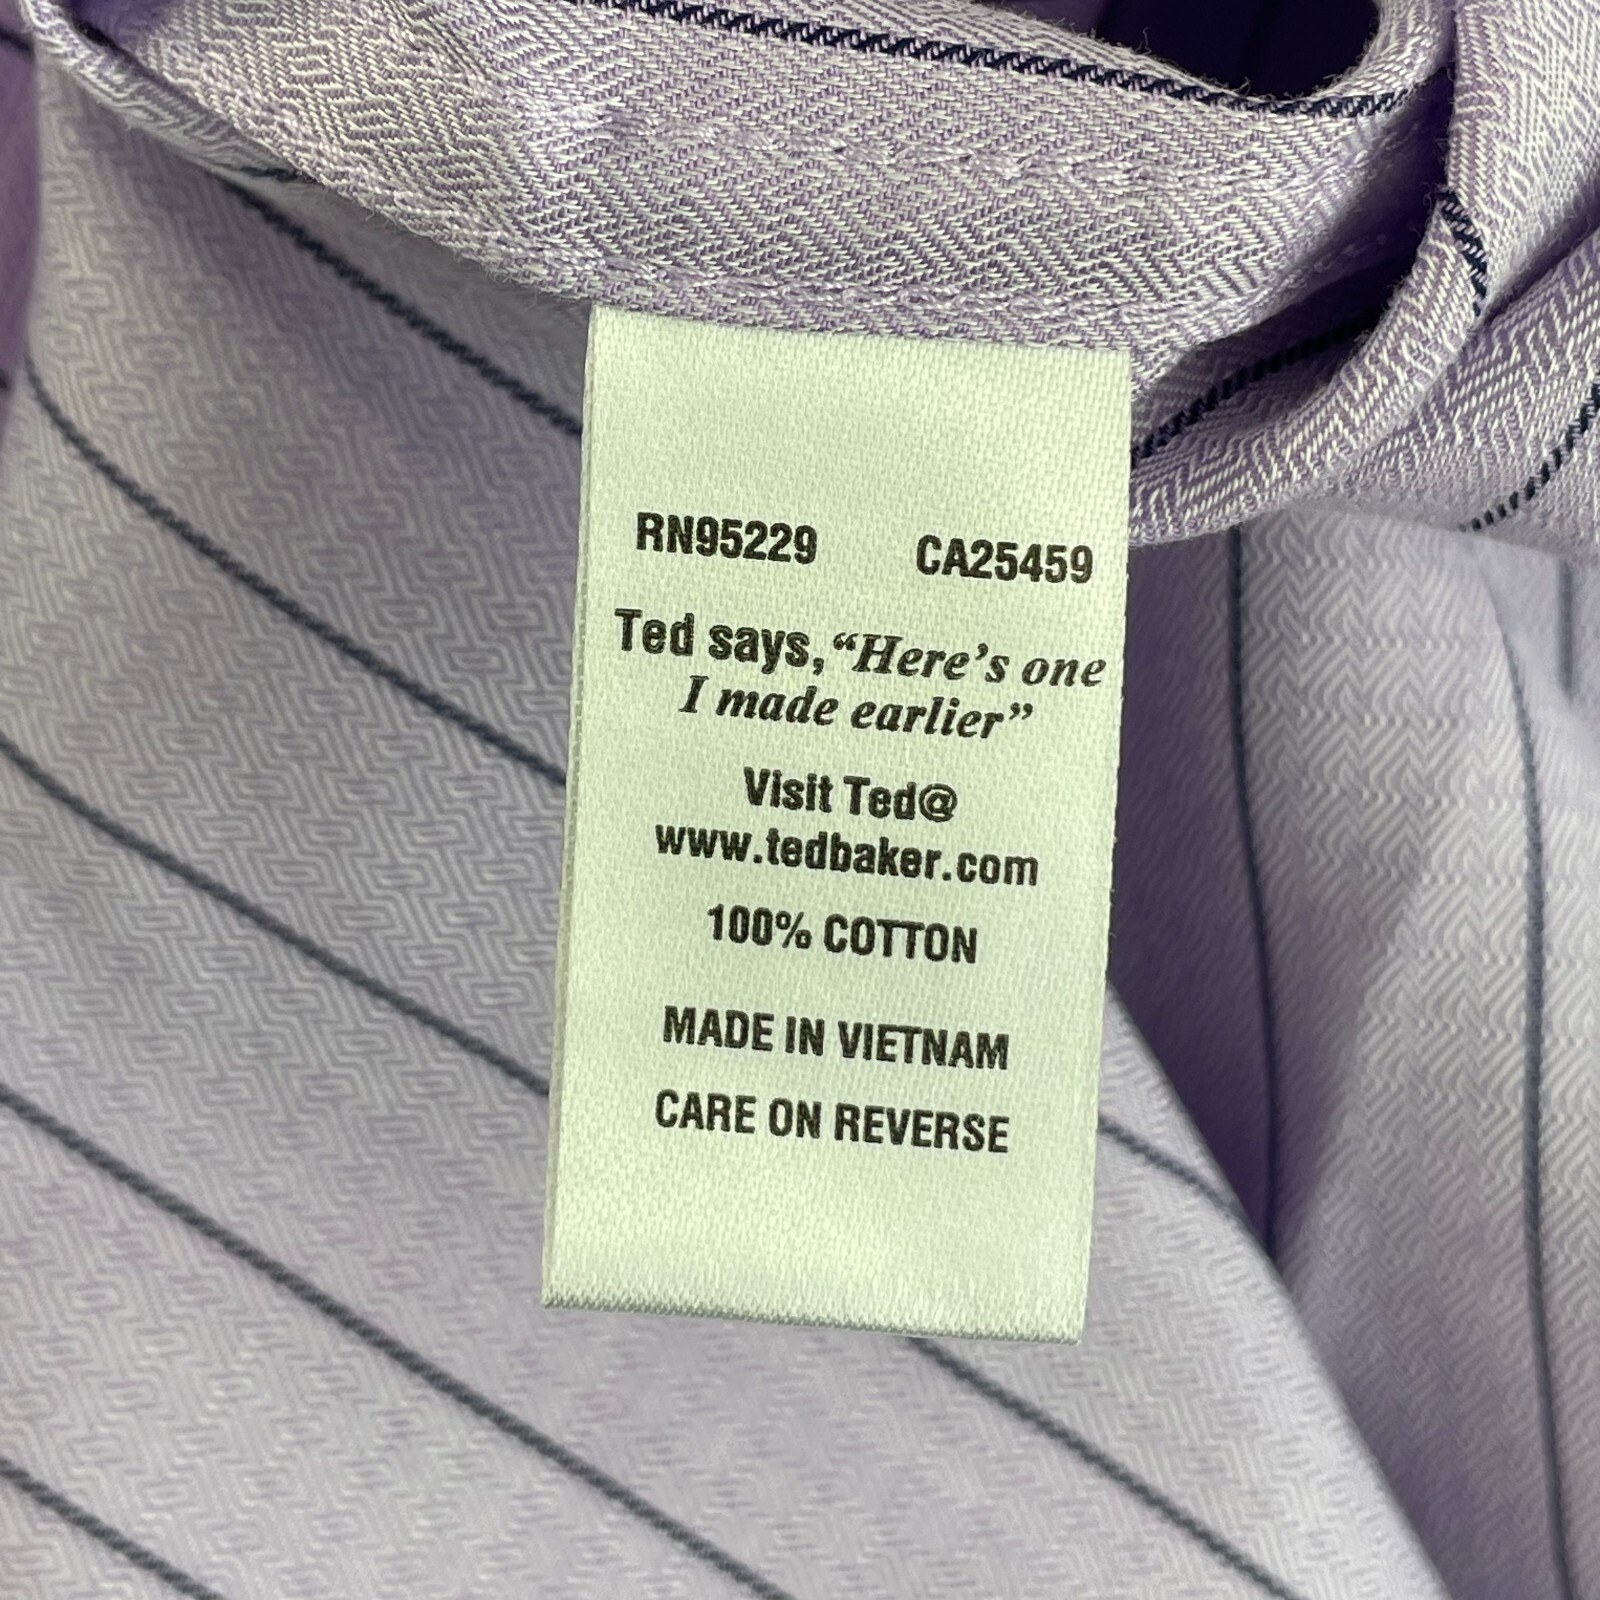 RN95229 CA25459
Ted says, “Here’s one
I made earlier”
Visit Ted@
www.tedbaker.com
100% COTTON
MADE IN VIETNAM
CARE ON REVERSE